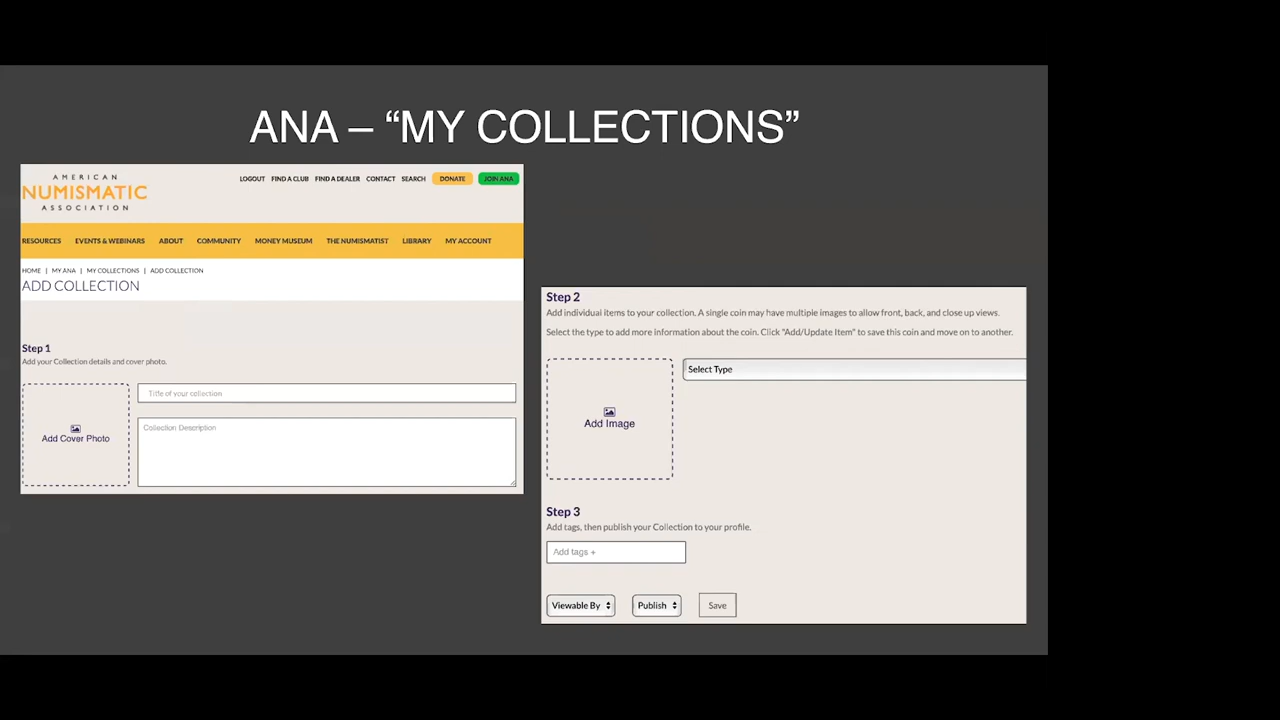 ANA – “MY COLLECTIONS”
AMERICAN
NUMISMATIC
ASSOCIATION
LOGOUT FIND A CLUB FIND A DEALER CONTACT SEARCH DONATE JOIN ANA
RESOURCES EVENTS & WEBINARS ABOUT COMMUNITY MONEY MUSEUM THE NUMISMATIST LIBRARY MY ACCOUNT
HOME | MY ANA | MY COLLECTIONS | ADD COLLECTION
ADD COLLECTION
Step 1
Add your Collection details and cover photo.
Title of your collection
Collection Description
Add Cover Photo
Step 2
Add individual items to your collection. A single coin may have multiple images to allow front, back, and close up views.
Select the type to add more information about the coin. Click "Add/Update Item" to save this coin and move on to another.
Select Type
Add Image
Step 3
Add tags, then publish your Collection to your profile.
Add tags +
Viewable By Publish Save